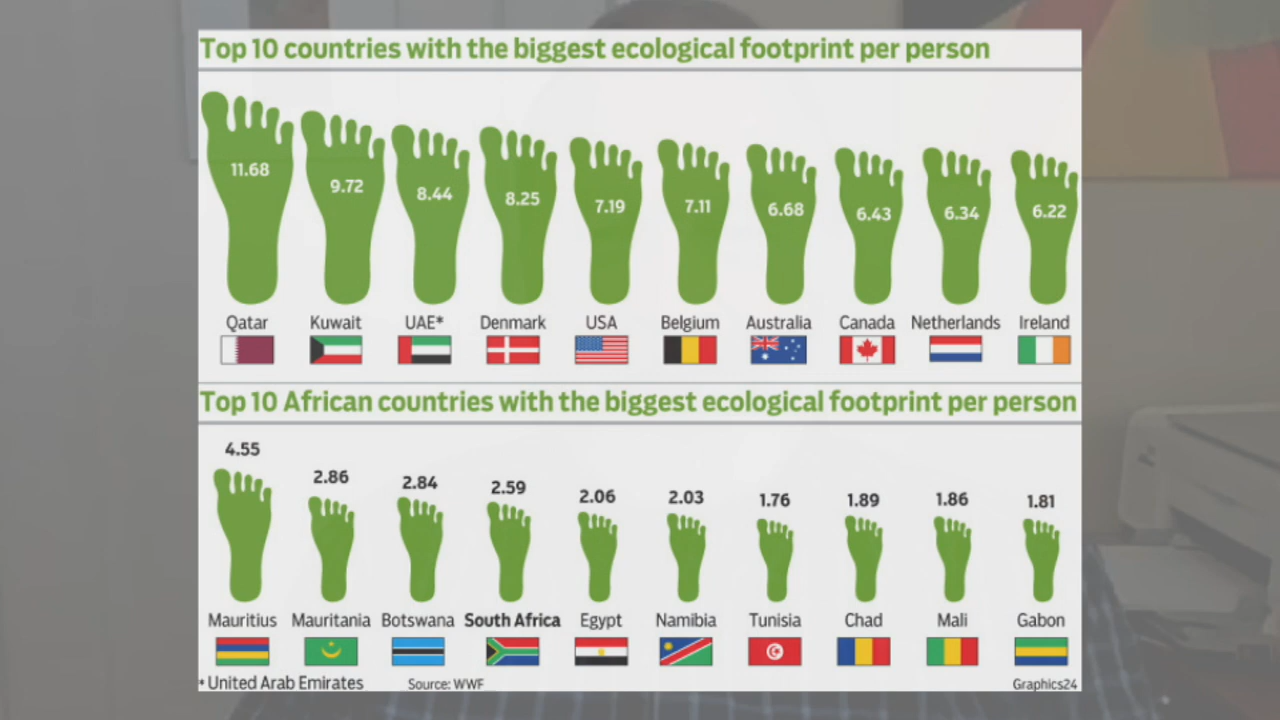 Top 10 countries with the biggest ecological footprint per person
11.68 9.72 8.44 8.25 7.19 7.11 6.68 6.43 6.34 6.22
Qatar Kuwait UAE* Denmark USA Belgium Australia Canada Netherlands Ireland
Top 10 African countries with the biggest ecological footprint per person
4.55 2.86 2.84 2.59 2.06 2.03 1.76 1.89 1.86 1.81
Mauritius Mauritania Botswana South Africa Egypt Namibia Tunisia Chad Mali Gabon
* United Arab Emirates Source: WWF Graphics24